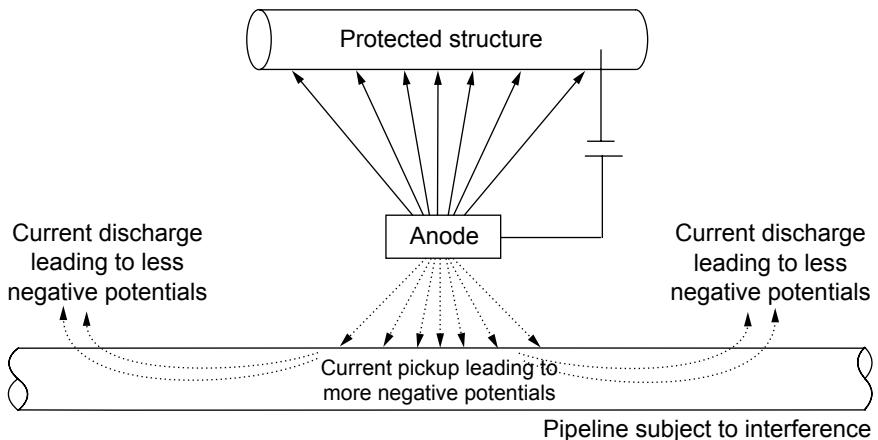 Protected structure
Anode
Current discharge
leading to less
negative potentials
Current discharge
leading to less
negative potentials
Current pickup leading to
more negative potentials
Pipeline subject to interference